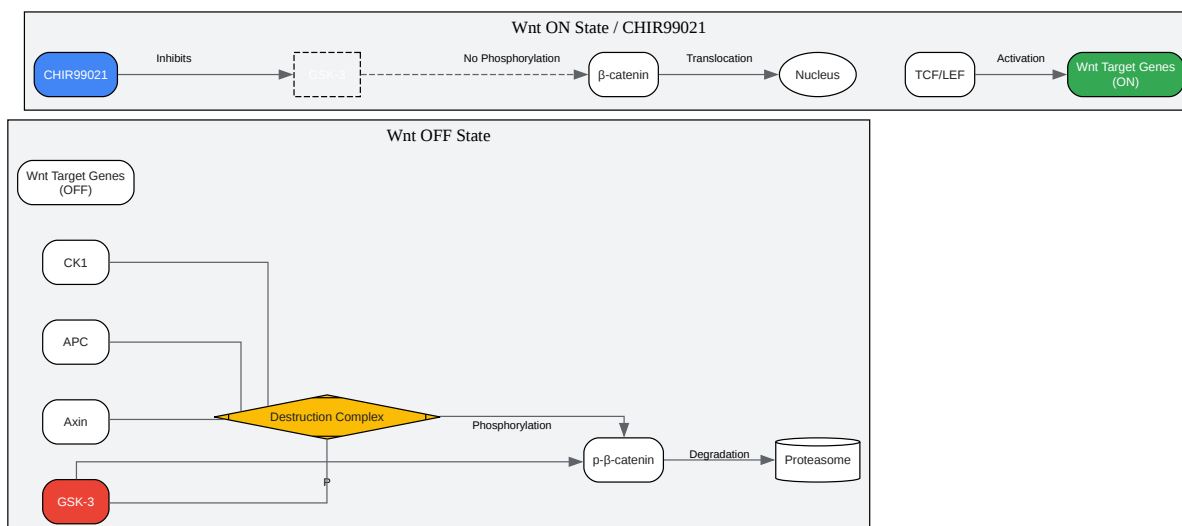 Wnt ON State / CHIR99021
CHIR99021
Inhibits
GSK-3
No Phosphorylation
β-catenin
Translocation
Nucleus
TCF/LEF
Activation
Wnt Target Genes
(ON)
Wnt OFF State
Wnt Target Genes
(OFF)
CK1
APC
Axin
Destruction Complex
Phosphorylation
p-β-catenin
Degradation
Proteasome
P
GSK-3